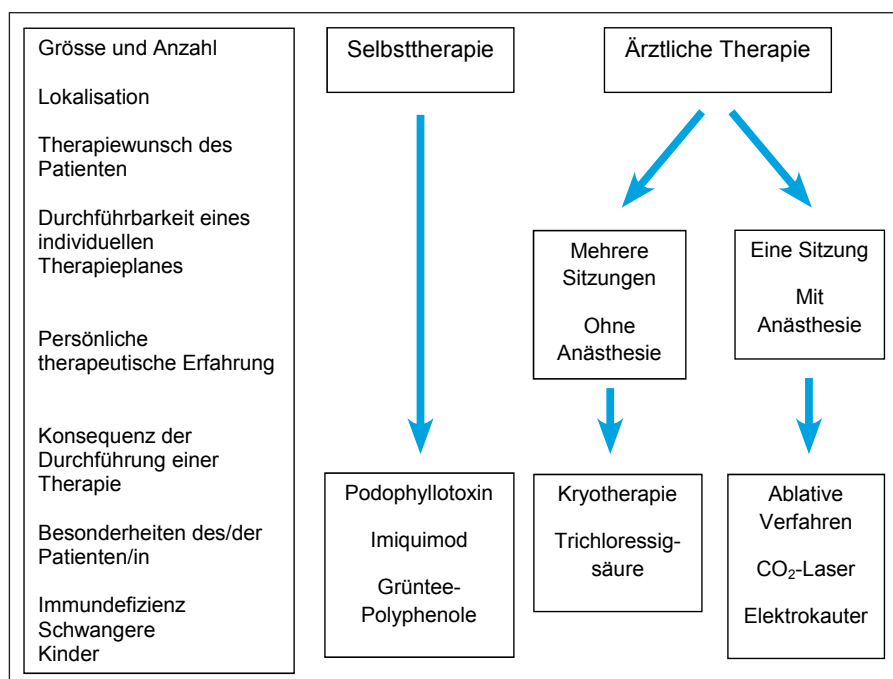 Grösse und Anzahl
Lokalisation
Therapiewunsch des
Patienten
Durchführbarkeit eines
individuellen
Therapieplanes
Persönliche
therapeutische Erfahrung
Konsequenz der
Durchführung einer
Therapie
Besonderheiten des/der
Patienten/in
Immundefizienz
Schwangere
Kinder
Selbsttherapie
Podophyllotoxin
Imiquimod
Grüntee-
Polyphenole
Ärztliche Therapie
Mehrere
Sitzungen
Ohne
Anästhesie
Kryotherapie
Trichloressig-
säure
Eine Sitzung
Mit
Anästhesie
Ablative
Verfahren
CO₂-Laser
Elektrokauter